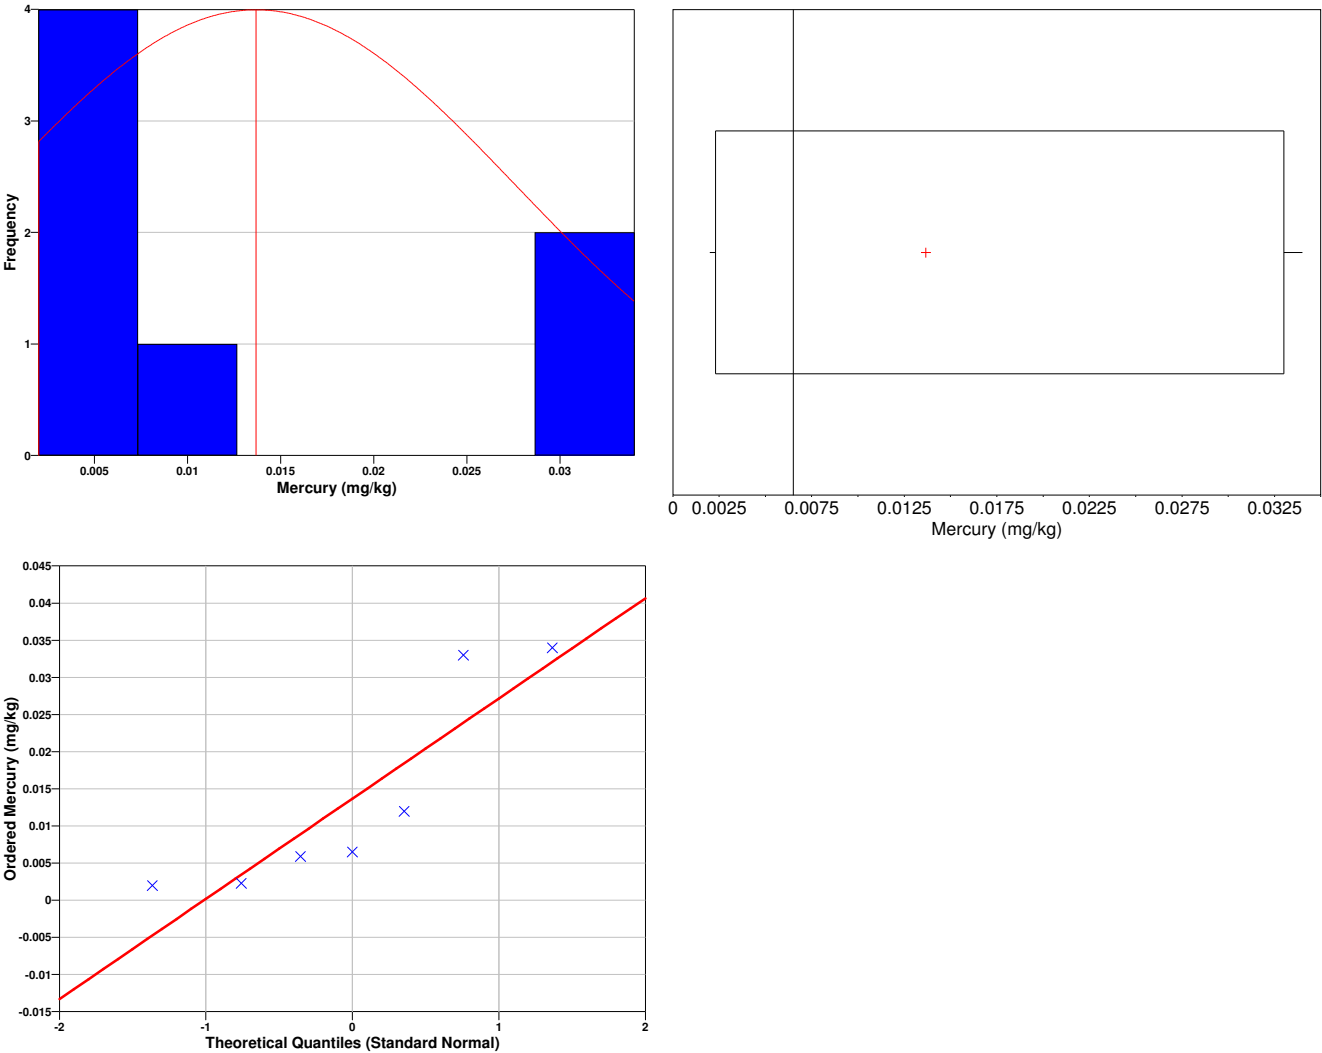 4
3
2
1
0
Frequency
0.005 0.01 0.015 0.02 0.025 0.03
Mercury (mg/kg)
0 0.0025 0.0075 0.0125 0.0175 0.0225 0.0275 0.0325
Mercury (mg/kg)
0.045
0.04
0.035
0.03
0.025
0.02
0.015
0.01
0.005
0
-0.005
-0.01
-0.015
Ordered Mercury (mg/kg)
-2 -1 0 1 2
Theoretical Quantiles (Standard Normal)